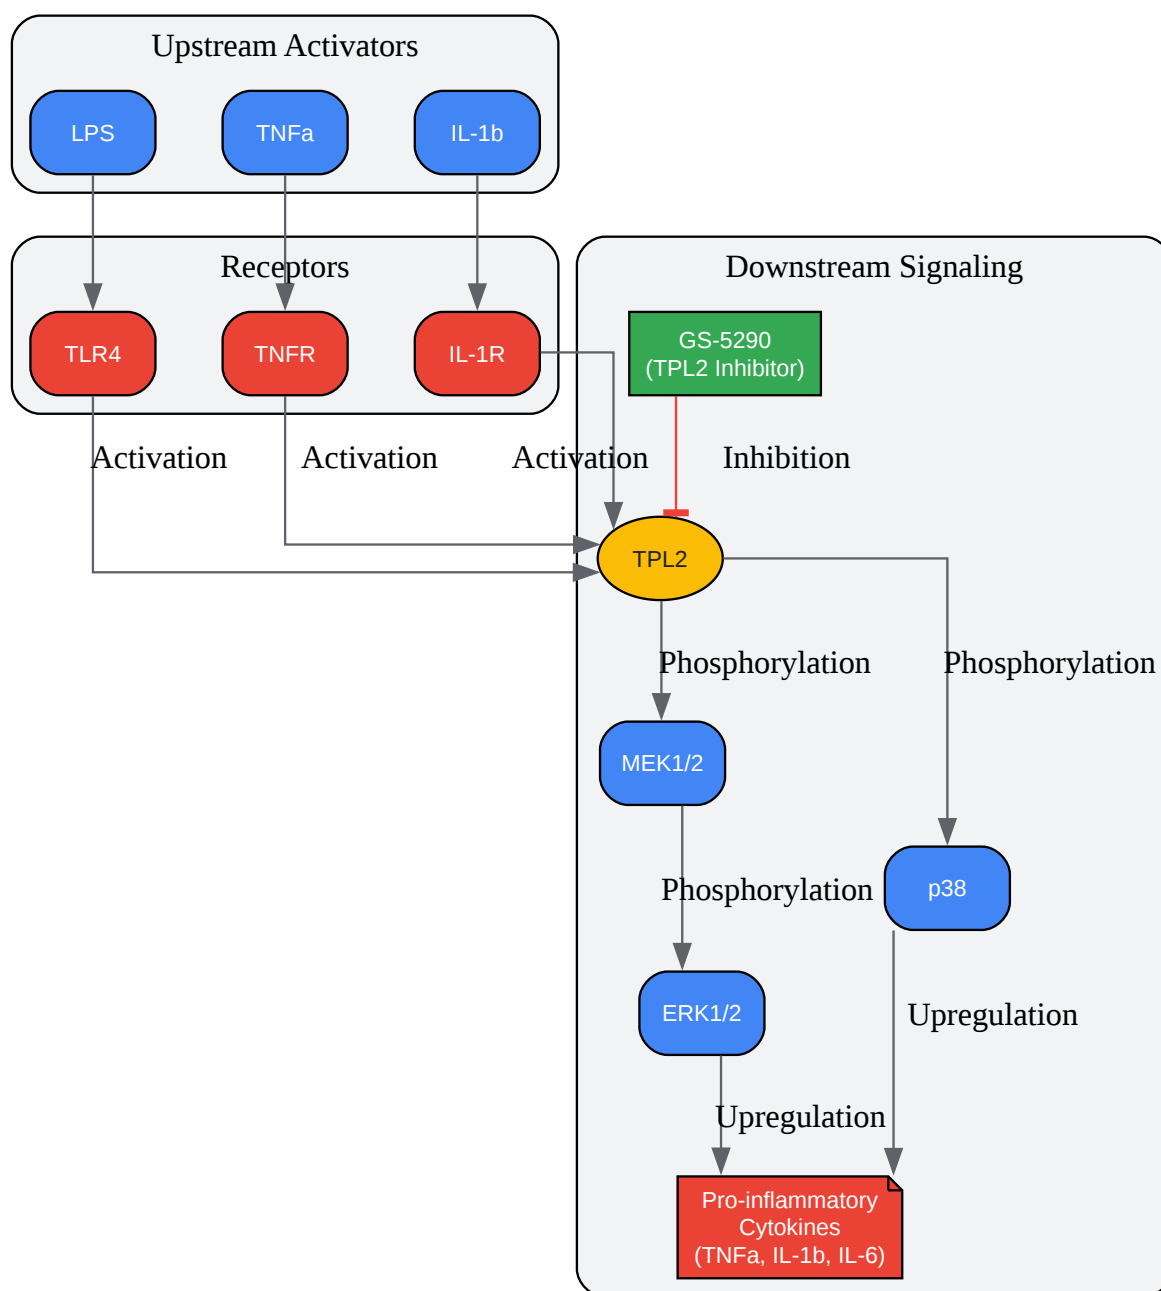 Upstream Activators
LPS
TNFa
IL-1b
Receptors
TLR4
TNFR
IL-1R
Downstream Signaling
GS-5290
(TPL2 Inhibitor)
Activation
Activation
Activation
Inhibition
TPL2
Phosphorylation
Phosphorylation
MEK1/2
Phosphorylation
p38
ERK1/2
Upregulation
Upregulation
Pro-inflammatory
Cytokines
(TNFa, IL-1b, IL-6)